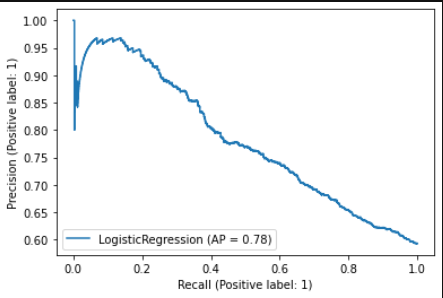 1.00
0.95
0.90
0.85
0.80
0.75
0.70
0.65
0.60
Precision (Positive label: 1)
LogisticRegression (AP = 0.78)
0.0 0.2 0.4 0.6 0.8 1.0
Recall (Positive label: 1)